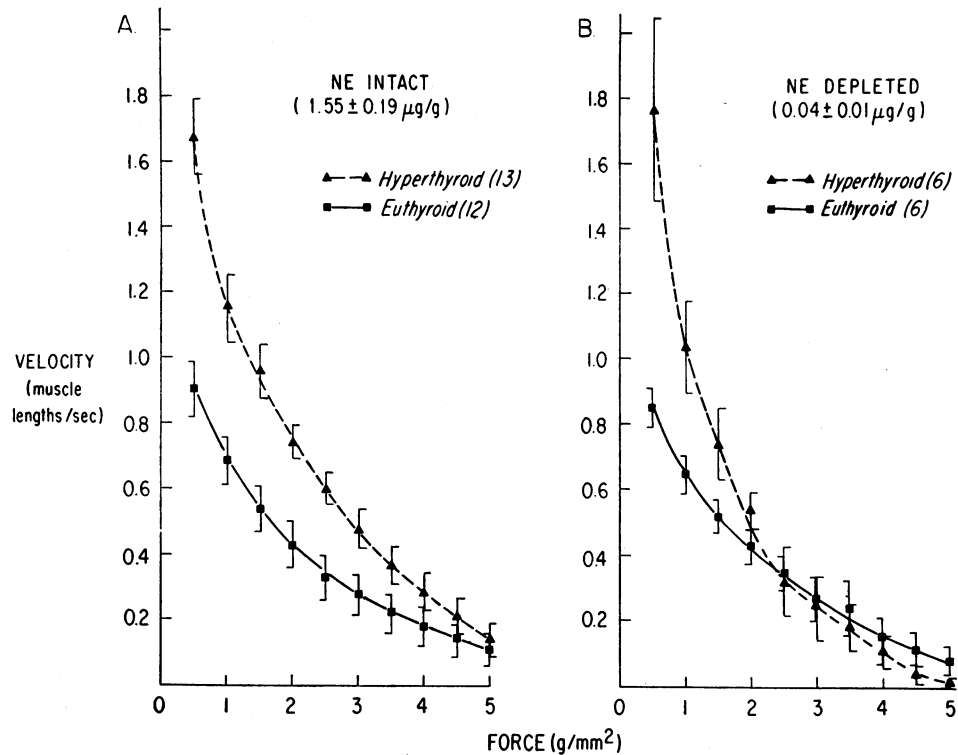 A.
NE INTACT
( 1.55 ± 0.19 μg/g )
Hyperthyroid (13)
Euthyroid (12)
1.8
1.6
1.4
1.2
1.0
0.8
0.6
0.4
0.2
VELOCITY
(muscle
lengths/sec)
0
1
2
3
4
5
B.
NE DEPLETED
(0.04 ± 0.01 μg/g)
Hyperthyroid (6)
Euthyroid (6)
1.8
1.6
1.4
1.2
1.0
0.8
0.6
0.4
0.2
0
1
2
3
4
5
FORCE (g/mm²)